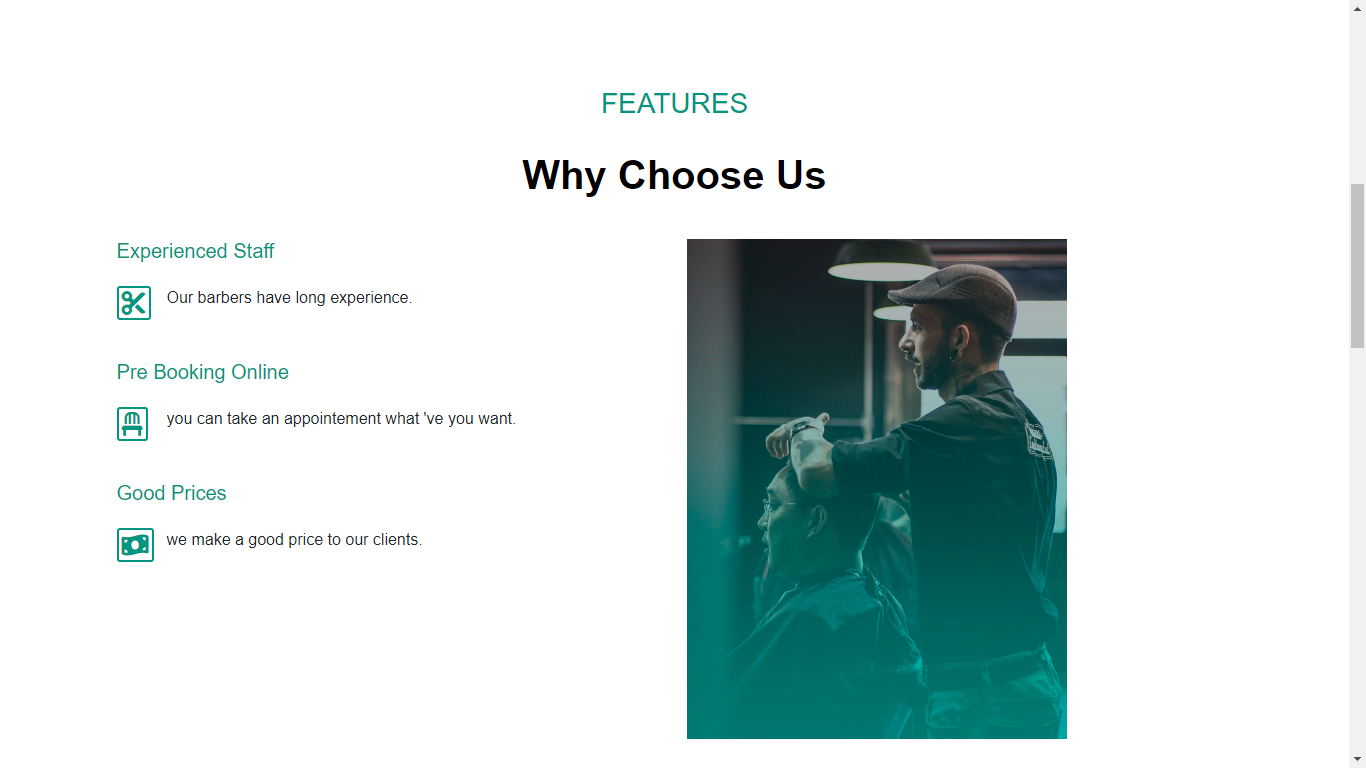 FEATURES
Why Choose Us
Experienced Staff
Our barbers have long experience.
Pre Booking Online
you can take an appointement what 've you want.
Good Prices
we make a good price to our clients.